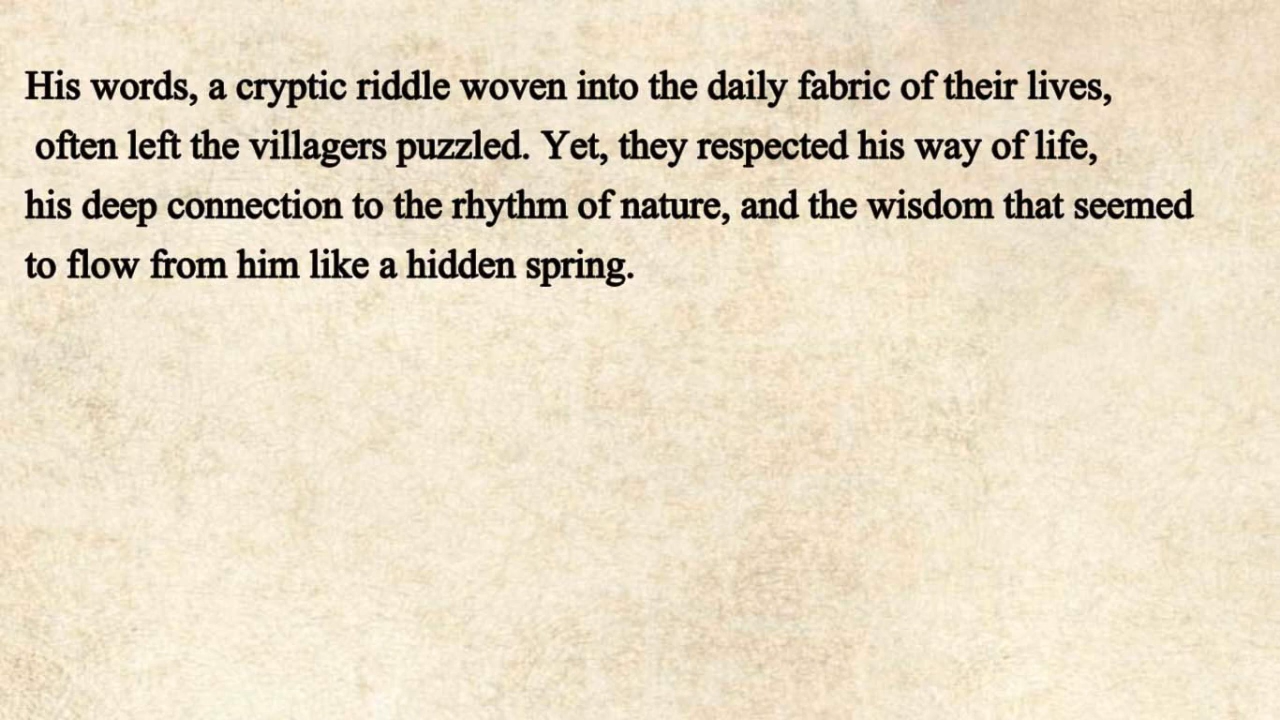 His words, a cryptic riddle woven into the daily fabric of their lives,
often left the villagers puzzled. Yet, they respected his way of life,
his deep connection to the rhythm of nature, and the wisdom that seemed
to flow from him like a hidden spring.